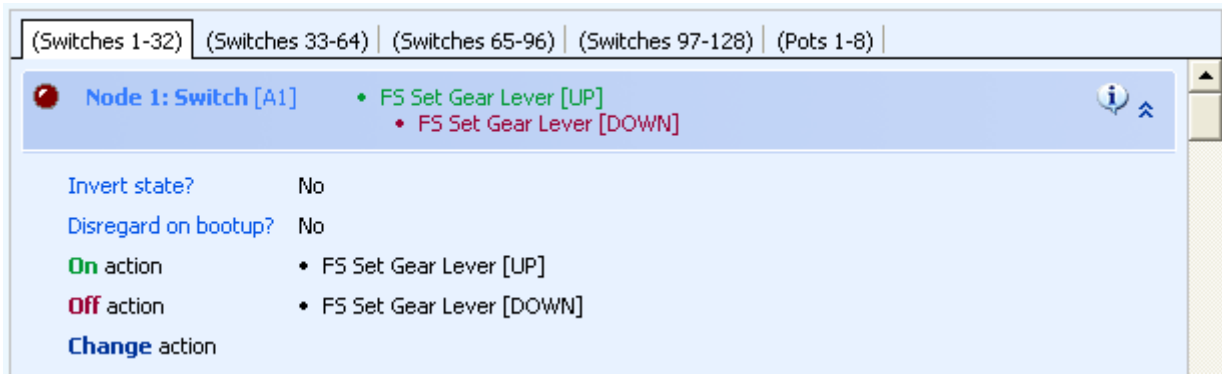 (Switches 1-32) (Switches 33-64) (Switches 65-96) (Switches 97-128) (Pots 1-8)
Node 1: Switch [A1] • FS Set Gear Lever [UP]
• FS Set Gear Lever [DOWN]
Invert state? No
Disregard on bootup? No
On action • FS Set Gear Lever [UP]
Off action • FS Set Gear Lever [DOWN]
Change action